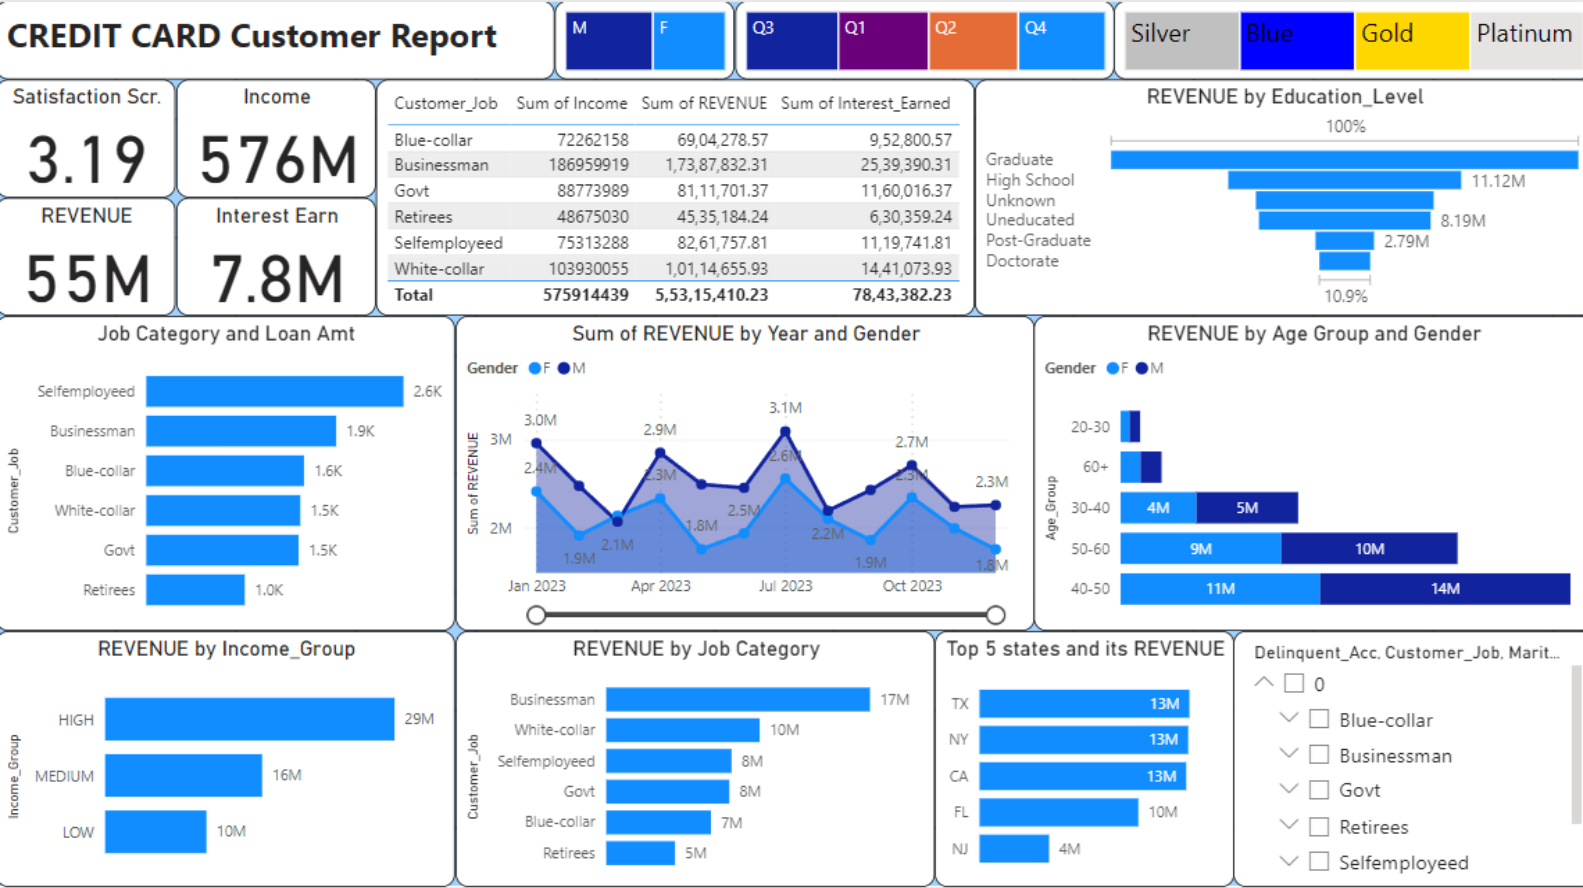 CREDIT CARD Customer Report
M F
Q3 Q1 Q2 Q4
Silver Blue Gold Platinum
Satisfaction Scr.
3.19
Income
576M
REVENUE
55M
Interest Earn
7.8M
Customer_Job Sum of Income Sum of REVENUE Sum of Interest_Earned
Blue-collar 72262158 69,04,278.57 9,52,800.57
Businessman 186959919 1,73,87,832.31 25,39,390.31
Govt 88773989 81,11,701.37 11,60,016.37
Retirees 48675030 45,35,184.24 6,30,359.24
Selfemployeed 75313288 82,61,757.81 11,19,741.81
White-collar 103930055 1,01,14,655.93 14,41,073.93
Total 575914439 5,53,15,410.23 78,43,382.23
REVENUE by Education_Level
100%
Graduate
High School 11.12M
Unknown
Uneducated 8.19M
Post-Graduate 2.79M
Doctorate
10.9%
Job Category and Loan Amt
Customer_Job
Selfemployeed 2.6K
Businessman 1.9K
Blue-collar 1.6K
White-collar 1.5K
Govt 1.5K
Retirees 1.0K
Sum of REVENUE by Year and Gender
Gender F M
Sum of REVENUE
3M
2M
3.0M 2.9M 3.1M 2.7M 2.3M
2.4M 2.3M 2.6M 2.3M
1.9M 2.1M 1.8M 2.5M 2.2M 1.9M 1.8M
Jan 2023 Apr 2023 Jul 2023 Oct 2023
REVENUE by Age Group and Gender
Gender F M
Age_Group
20-30
60+
30-40 4M 5M
50-60 9M 10M
40-50 11M 14M
REVENUE by Income_Group
Income_Group
HIGH 29M
MEDIUM 16M
LOW 10M
REVENUE by Job Category
Customer_Job
Businessman 17M
White-collar 10M
Selfemployeed 8M
Govt 8M
Blue-collar 7M
Retirees 5M
Top 5 states and its REVENUE
TX 13M
NY 13M
CA 13M
FL 10M
NJ 4M
Delinquent_Acc, Customer_Job, Marit...
0
Blue-collar
Businessman
Govt
Retirees
Selfemployeed